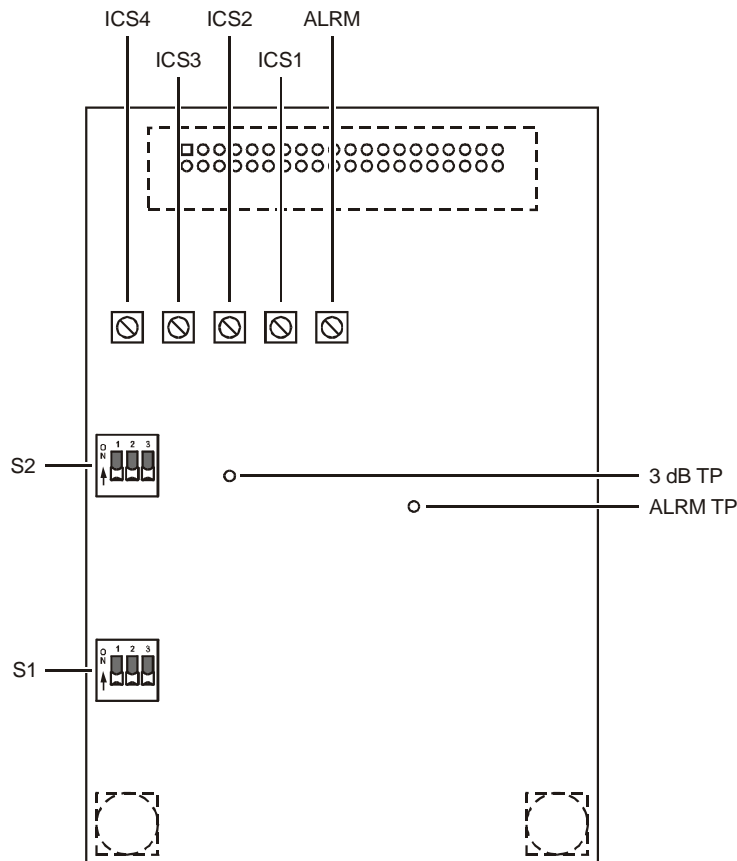 ICS4 ICS2 ALRM
ICS3 ICS1
S2
ON
1 2 3
3 dB TP
ALRM TP
S1
ON
1 2 3